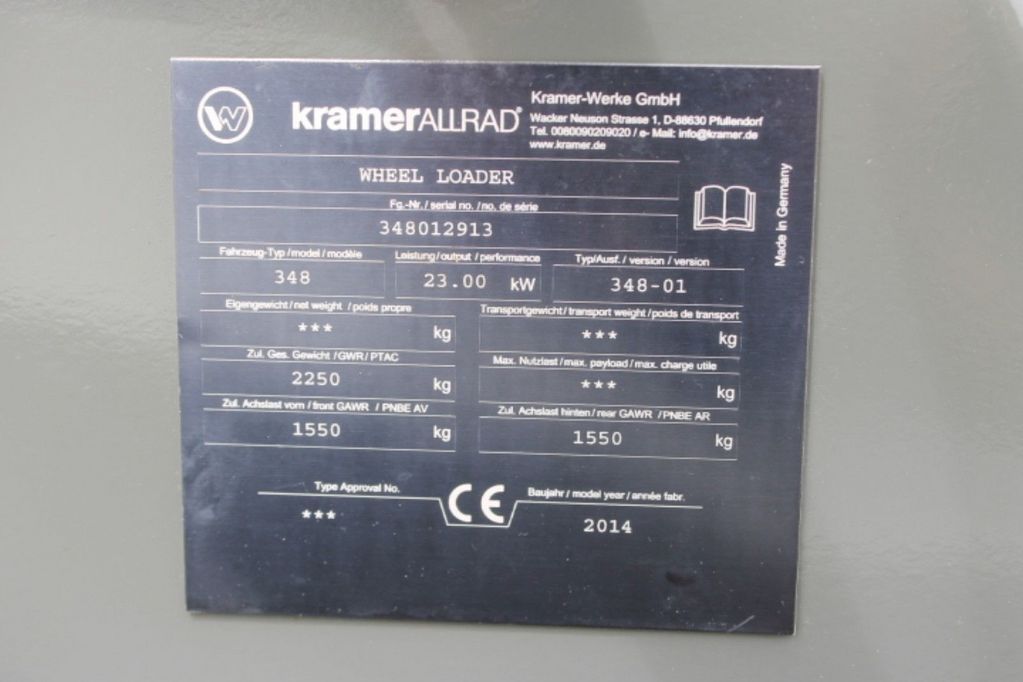 W
kramerALLRAD®
Kramer-Werke GmbH
Wacker Neuson Strasse 1, D-88630 Pfullendorf
Tel. 0080090209020 / e- Mail: info@kramer.de
www.kramer.de
WHEEL LOADER
Fg.-Nr. / serial no. / no. de série
348012913
Made in Germany
Fahrzeug-Typ / model / modèle Leistung / output / performance Typ/Ausf. / version / version
348 23.00 kW 348-01
Eigengewicht / net weight / poids propre Transportgewicht / transport weight / poids de transport
*** kg *** kg
Zul. Ges. Gewicht / GWR / PTAC Max. Nutzlast / max. payload / max. charge utile
2250 kg *** kg
Zul. Achslast vorn / front GAWR / PNBE AV Zul. Achslast hinten / rear GAWR / PNBE AR
1550 kg 1550 kg
Type Approval No. CE Baujahr / model year / année fabr.
*** 2014